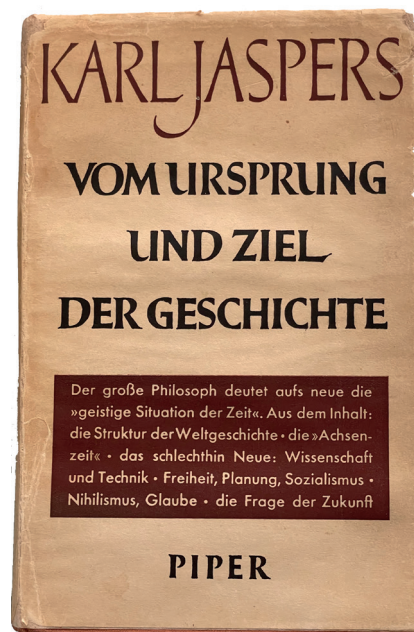 KARL JASPERS
VOM URSPRUNG
UND ZIEL
DER GESCHICHTE
Der große Philosoph deutet aufs neue die
»geistige Situation der Zeit«. Aus dem Inhalt:
die Struktur der Weltgeschichte • die »Achsen-
zeit« • das schlechthin Neue: Wissenschaft
und Technik • Freiheit, Planung, Sozialismus •
Nihilismus, Glaube • die Frage der Zukunft
PIPER